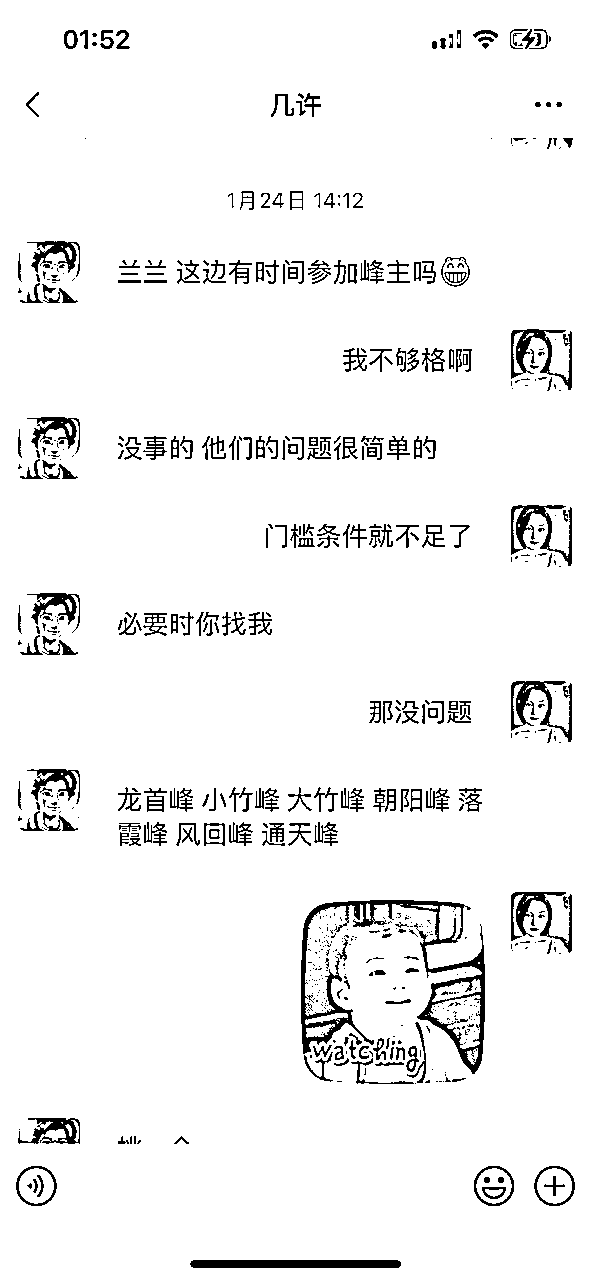 01:52
几许
1月24日 14:12
兰兰 这边有时间参加峰主吗😁
我不够格啊
没事的 他们的问题很简单的
门槛条件就不足了
必要时你找我
那没问题
龙首峰 小竹峰 大竹峰 朝阳峰 落
霞峰 风回峰 通天峰
watching